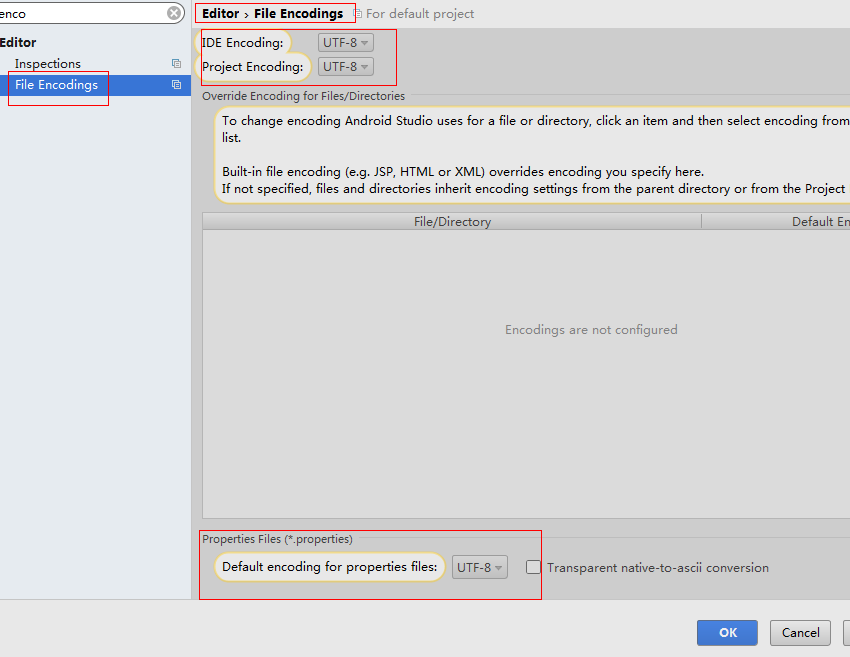 enco
Editor › File Encodings For default project
Editor
Inspections
File Encodings
IDE Encoding: UTF-8
Project Encoding: UTF-8
Override Encoding for Files/Directories
To change encoding Android Studio uses for a file or directory, click an item and then select encoding from
list.
Built-in file encoding (e.g. JSP, HTML or XML) overrides encoding you specify here.
If not specified, files and directories inherit encoding settings from the parent directory or from the Project
File/Directory Default En
Encodings are not configured
Properties Files (*.properties)
Default encoding for properties files: UTF-8 Transparent native-to-ascii conversion
OK Cancel